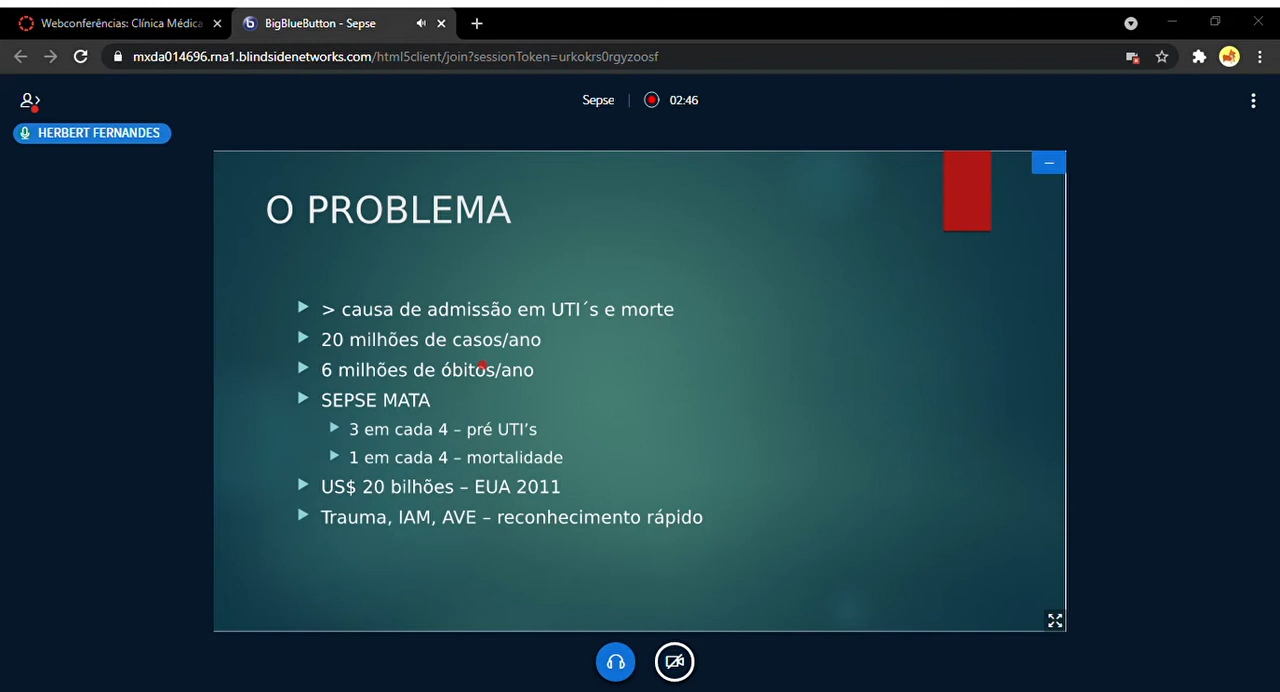 Webconferências: Clínica Médica
BigBlueButton - Sepse
mxda014696.rna1.blindsidenetworks.com/html5client/join?sessionToken=urkokrs0rgyzoosf
Sepse
02:46
HERBERT FERNANDES
O PROBLEMA
> causa de admissão em UTI´s e morte
20 milhões de casos/ano
6 milhões de óbitos/ano
SEPSE MATA
3 em cada 4 – pré UTI’s
1 em cada 4 – mortalidade
US$ 20 bilhões – EUA 2011
Trauma, IAM, AVE – reconhecimento rápido